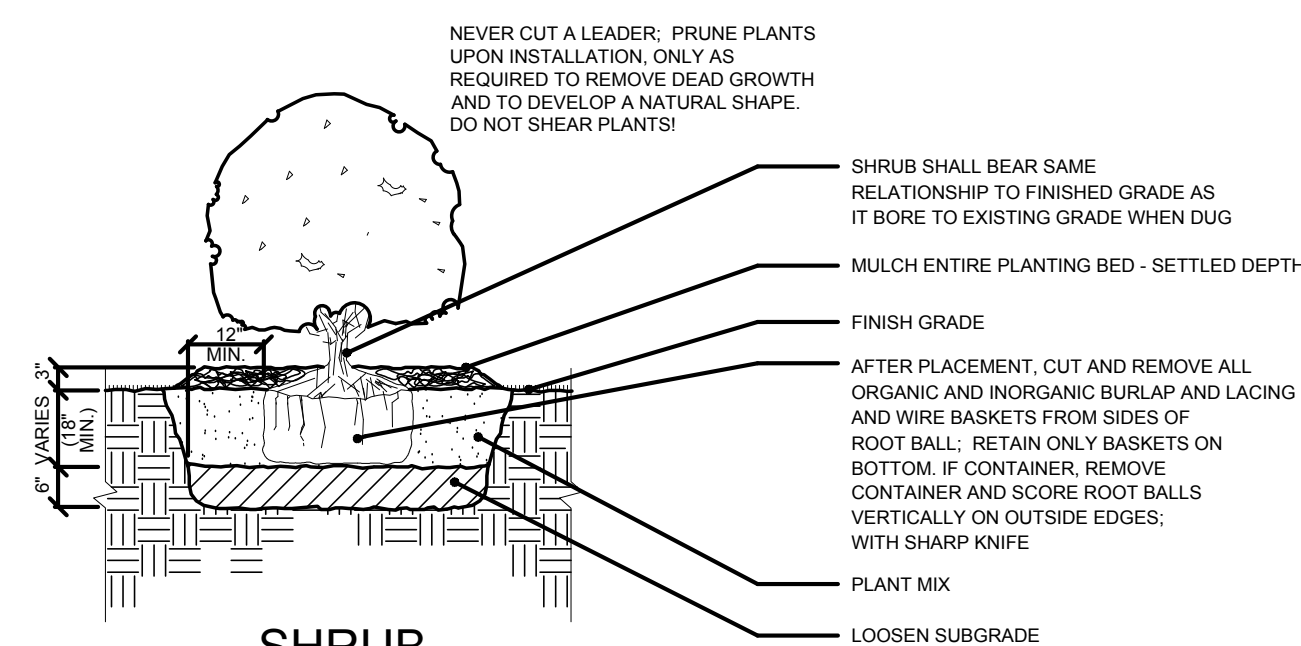 NEVER CUT A LEADER; PRUNE PLANTS
UPON INSTALLATION, ONLY AS
REQUIRED TO REMOVE DEAD GROWTH
AND TO DEVELOP A NATURAL SHAPE.
DO NOT SHEAR PLANTS!
SHRUB SHALL BEAR SAME
RELATIONSHIP TO FINISHED GRADE AS
IT BORE TO EXISTING GRADE WHEN DUG
MULCH ENTIRE PLANTING BED - SETTLED DEPTH
FINISH GRADE
AFTER PLACEMENT, CUT AND REMOVE ALL
ORGANIC AND INORGANIC BURLAP AND LACING
AND WIRE BASKETS FROM SIDES OF
ROOT BALL; RETAIN ONLY BASKETS ON
BOTTOM. IF CONTAINER, REMOVE
CONTAINER AND SCORE ROOT BALLS
VERTICALLY ON OUTSIDE EDGES;
WITH SHARP KNIFE
PLANT MIX
LOOSEN SUBGRADE
12"
MIN.
3"
VARIES
(18"
MIN.)
6"
SHRUB